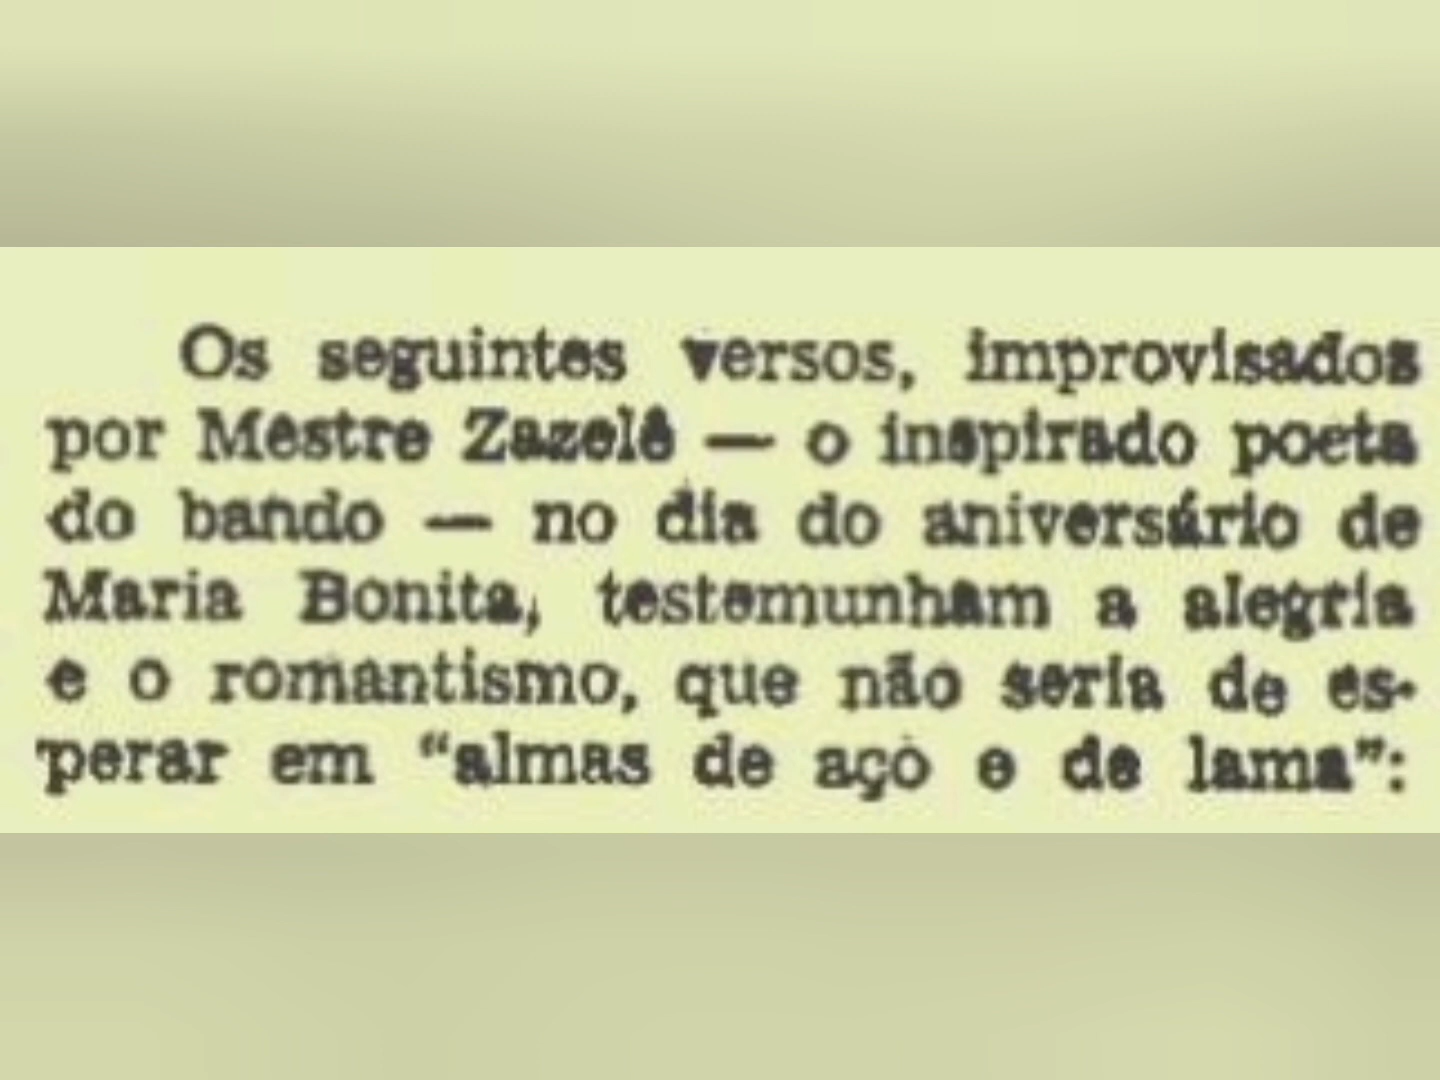 Os seguintes versos, improvisados
por Mestre Zazelê — o inspirado poeta
do bando — no dia do aniversário de
Maria Bonita, testemunham a alegria
e o romantismo, que não seria de es-
perar em “almas de aço e de lama”: